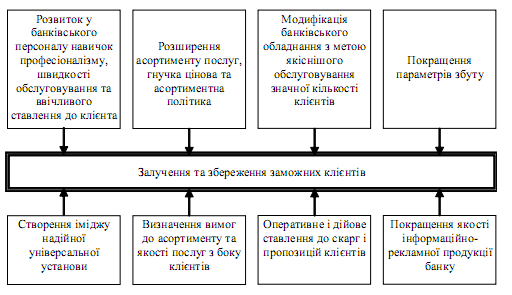 Розвиток у
банківського
персоналу навичок
професіоналізму,
швидкості
обслуговування та
ввічливого
ставлення до клієнта
Розширення
асортименту послуг,
гнучка цінова та
асортиментна
політика
Модифікація
банківського
обладнання з метою
якіснішого
обслуговування
значної кількості
клієнтів
Покращення
параметрів збуту
Залучення та збереження заможних клієнтів
Створення іміджу
надійної
універсальної
установи
Визначення вимог
до асортименту та
якості послуг з боку
клієнтів
Оперативне і дійове
ставлення до скарг і
пропозицій клієнтів
Покращення якості
інформаційно-
рекламної продукції
банку